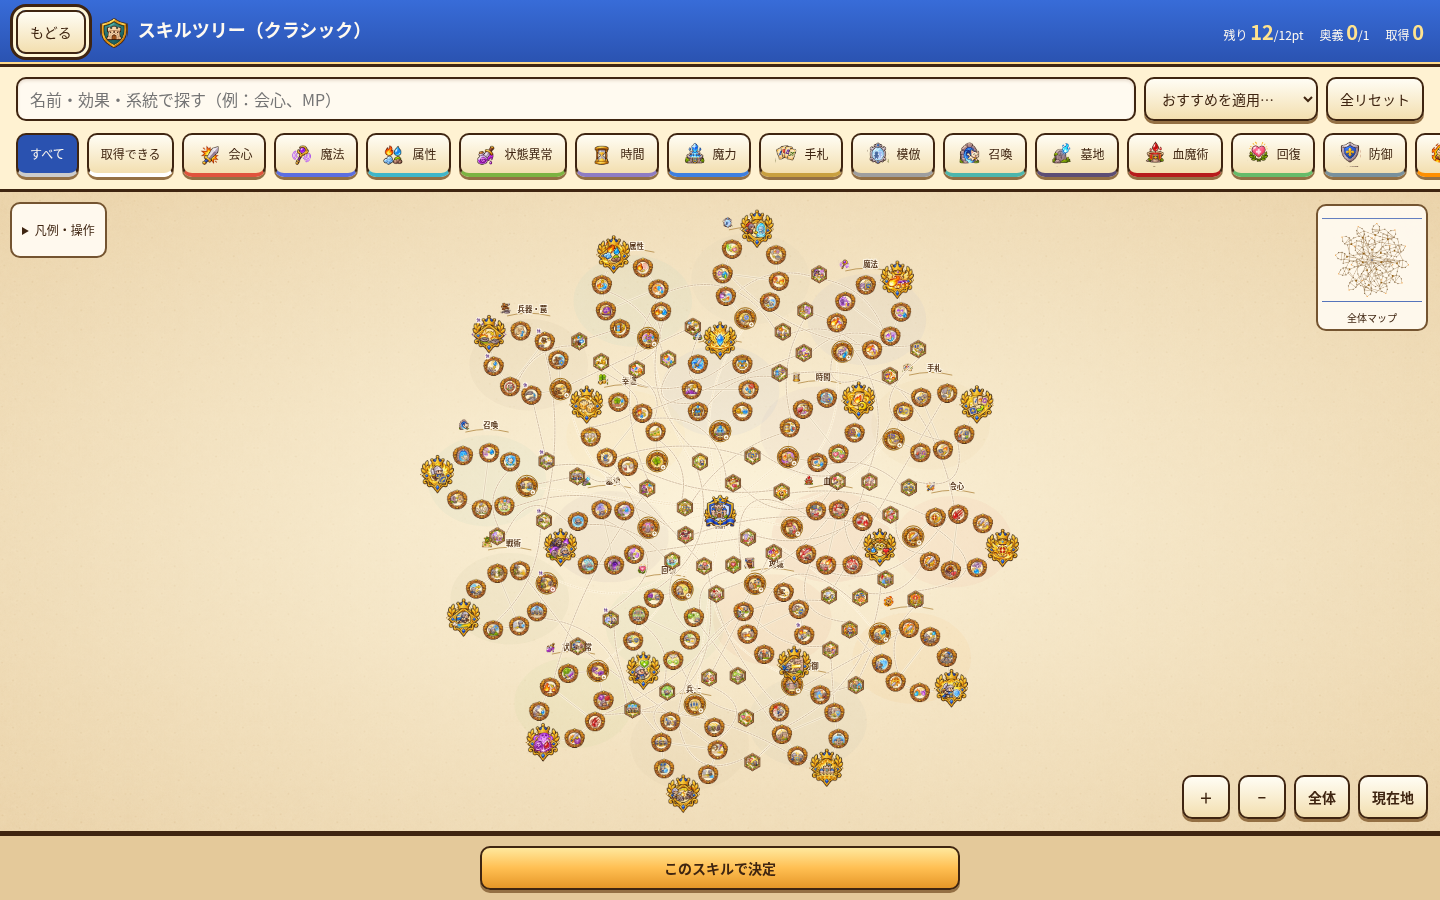 もどる
スキルツリー（クラシック）
残り 12/12pt 奥義 0/1 取得 0
名前・効果・系統で探す（例：会心、MP）
おすすめを適用…
全リセット
すべて 取得できる 会心 魔法 属性 状態異常 時間 魔力 手札 模倣 召喚 墓地 血魔術 回復 防御
凡例・操作
全体マップ
属性
魔法
兵器・罠
時間
手札
召喚
会心
戦術
＋ − 全体 現在地
このスキルで決定